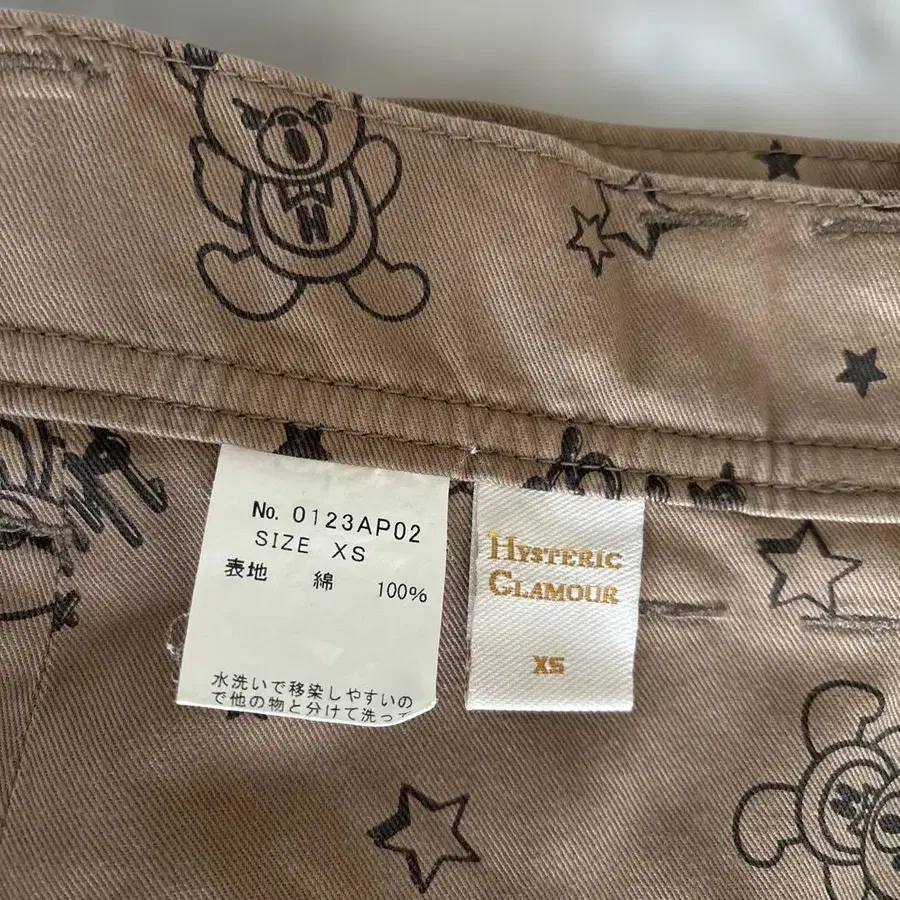 No. 0123AP02
SIZE XS
表地 綿 100%
水洗いで移染しやすいの
で他の物と分けて洗って
HYSTERIC
GLAMOUR
XS